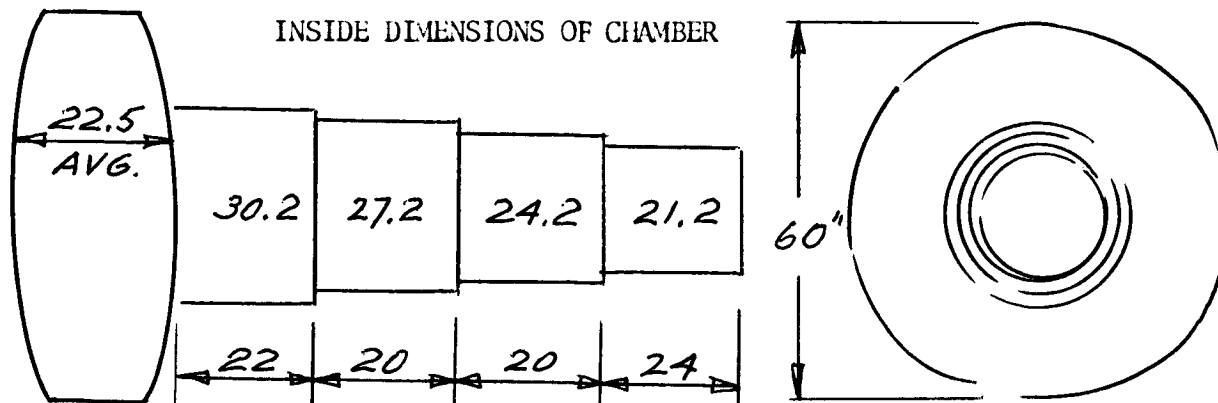 INSIDE DIMENSIONS OF CHAMBER
22.5
AVG.
30.2 27.2 24.2 21.2
60"
22 20 20 24